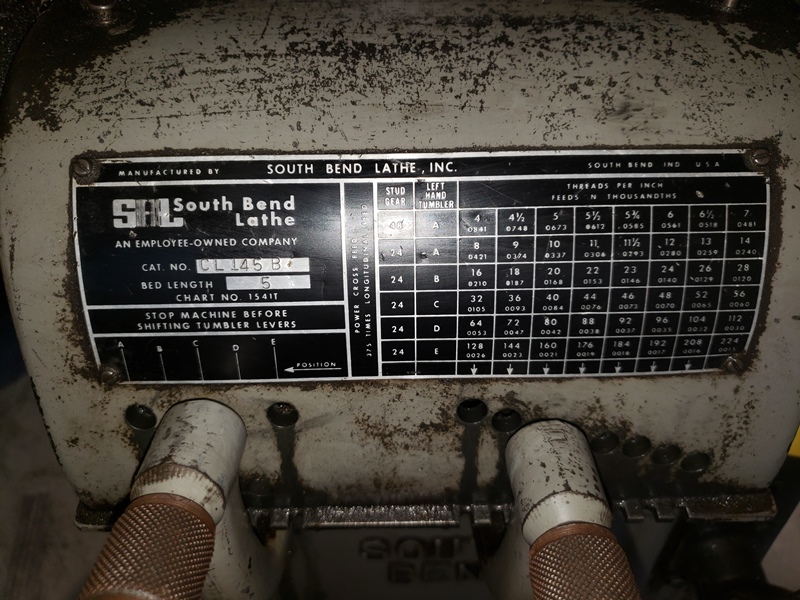 MANUFACTURED BY SOUTH BEND LATHE, INC. SOUTH BEND IND U S A
SBL South Bend Lathe
AN EMPLOYEE-OWNED COMPANY
CAT. NO. CL 145 B
BED LENGTH 5
CHART NO. 1541T
STOP MACHINE BEFORE
SHIFTING TUMBLER LEVERS
A B C D E
POSITION
POWER CROSS FEED
.375 TIMES LONGITUDINAL FEED
STUD GEAR LEFT HAND TUMBLER THREADS PER INCH
FEEDS IN THOUSANDTHS
40 A 4 4½ 5 5½ 5¾ 6 6½ 7
.0841 .0748 .0673 .0612 .0585 .0561 .0518 .0481
24 A 8 9 10 11 11½ 12 13 14
.0421 .0374 .0337 .0306 .0293 .0280 .0259 .0240
24 B 16 18 20 22 23 24 26 28
.0210 .0187 .0168 .0153 .0146 .0140 .0129 .0120
24 C 32 36 40 44 46 48 52 56
.0105 .0093 .0084 .0076 .0073 .0070 .0065 .0060
24 D 64 72 80 88 92 96 104 112
.0053 .0047 .0042 .0038 .0037 .0035 .0032 .0030
24 E 128 144 160 176 184 192 208 224
.0026 .0023 .0021 .0019 .0018 .0017 .0016 .0015